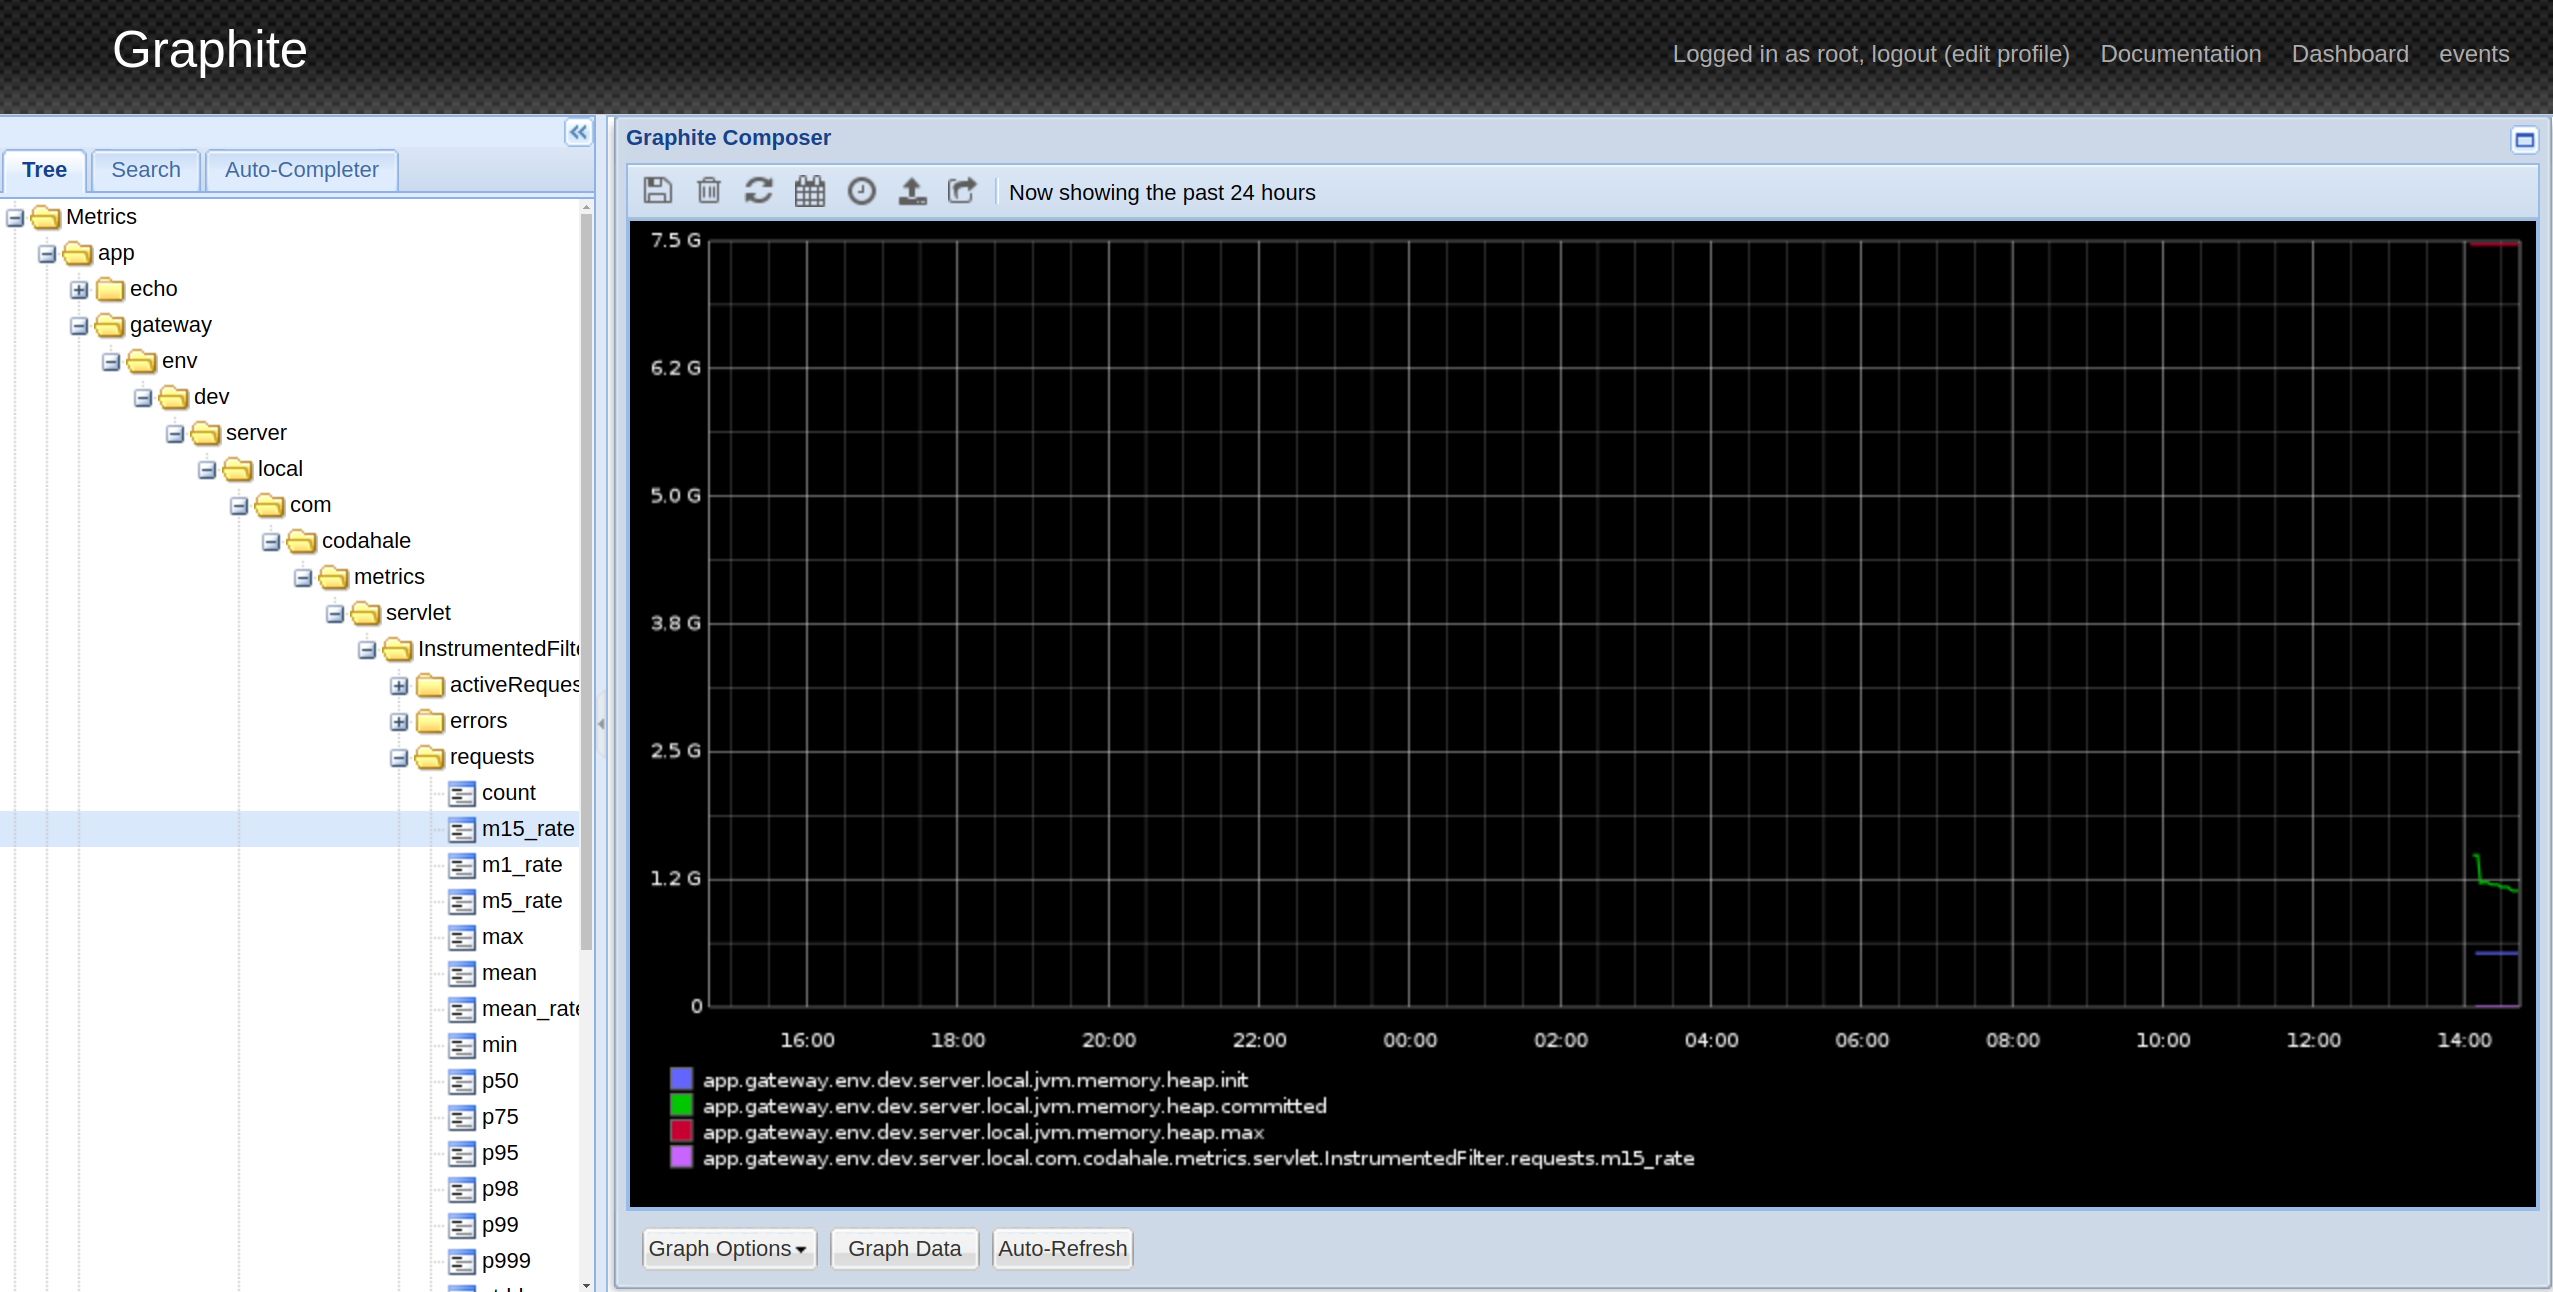 Graphite
Logged in as root, logout (edit profile) Documentation Dashboard events
Tree Search Auto-Completer
Metrics
app
echo
gateway
env
dev
server
local
com
codahale
metrics
servlet
InstrumentedFilte
activeReques
errors
requests
count
m15_rate
m1_rate
m5_rate
max
mean
mean_rate
min
p50
p75
p95
p98
p99
p999
Graphite Composer
Now showing the past 24 hours
7.5 G
6.2 G
5.0 G
3.8 G
2.5 G
1.2 G
0
16:00 18:00 20:00 22:00 00:00 02:00 04:00 06:00 08:00 10:00 12:00 14:00
app.gateway.env.dev.server.local.jvm.memory.heap.init
app.gateway.env.dev.server.local.jvm.memory.heap.committed
app.gateway.env.dev.server.local.jvm.memory.heap.max
app.gateway.env.dev.server.local.com.codahale.metrics.servlet.InstrumentedFilter.requests.m15_rate
Graph Options Graph Data Auto-Refresh